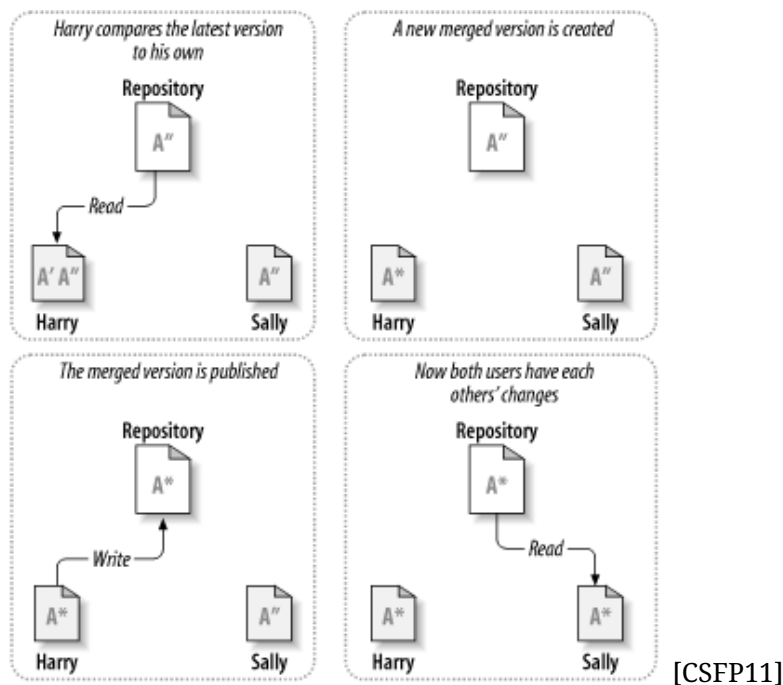 Harry compares the latest version
to his own
Repository
A″
Read
A′ A″
A″
Harry
Sally
A new merged version is created
Repository
A″
A*
A″
Harry
Sally
The merged version is published
Repository
A*
Write
A*
A″
Harry
Sally
Now both users have each
others’ changes
Repository
A*
Read
A*
A*
Harry
Sally
[CSFP11]